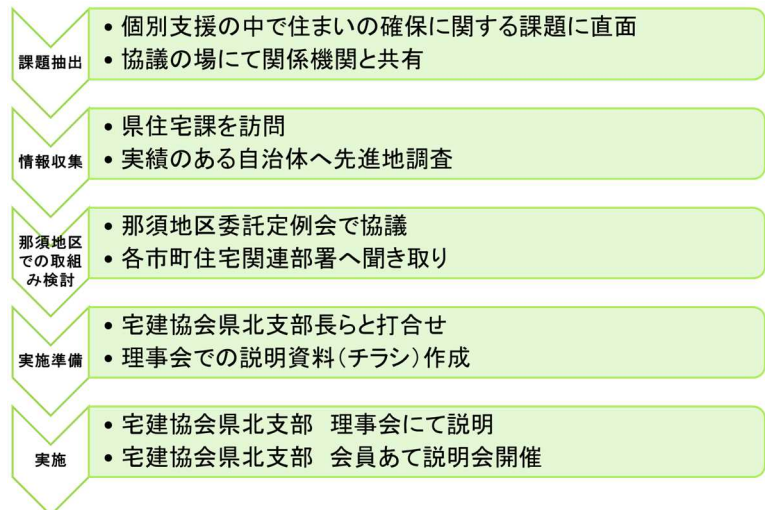 課題抽出
• 個別支援の中で住まいの確保に関する課題に直面
• 協議の場にて関係機関と共有
情報収集
• 県住宅課を訪問
• 実績のある自治体へ先進地調査
那須地区
での取組
み検討
• 那須地区委託定例会で協議
• 各市町住宅関連部署へ聞き取り
実施準備
• 宅建協会県北支部長らと打合せ
• 理事会での説明資料(チラシ)作成
実施
• 宅建協会県北支部　理事会にて説明
• 宅建協会県北支部　会員あて説明会開催